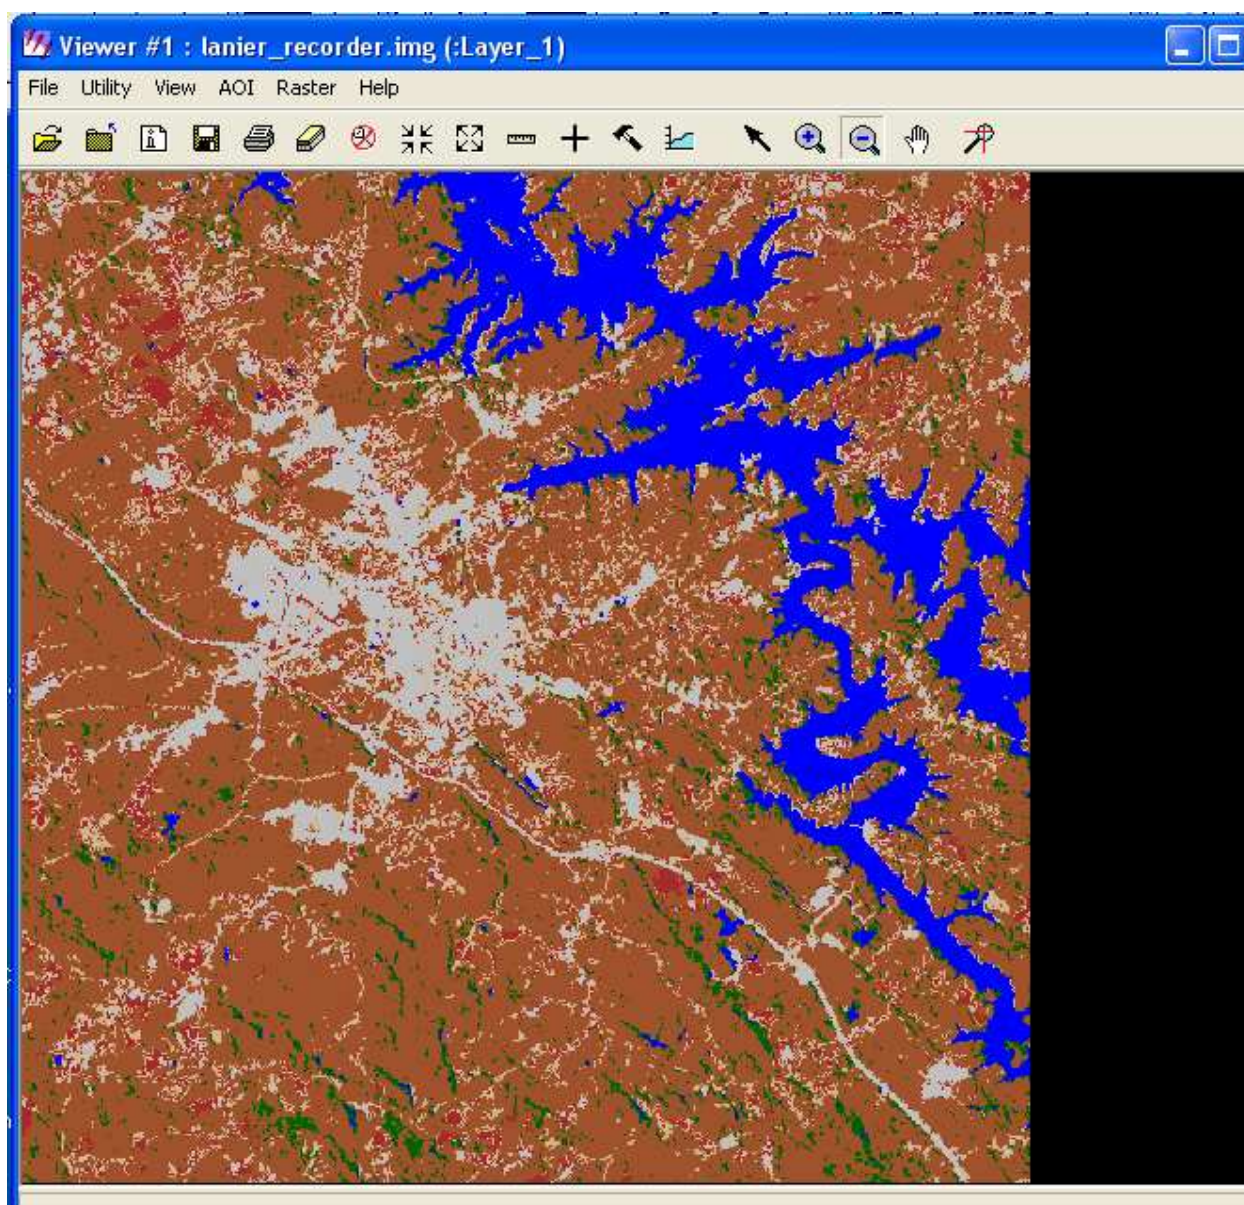 Viewer #1 : lanier_recorder.img (:Layer_1)
File Utility View AOI Raster Help